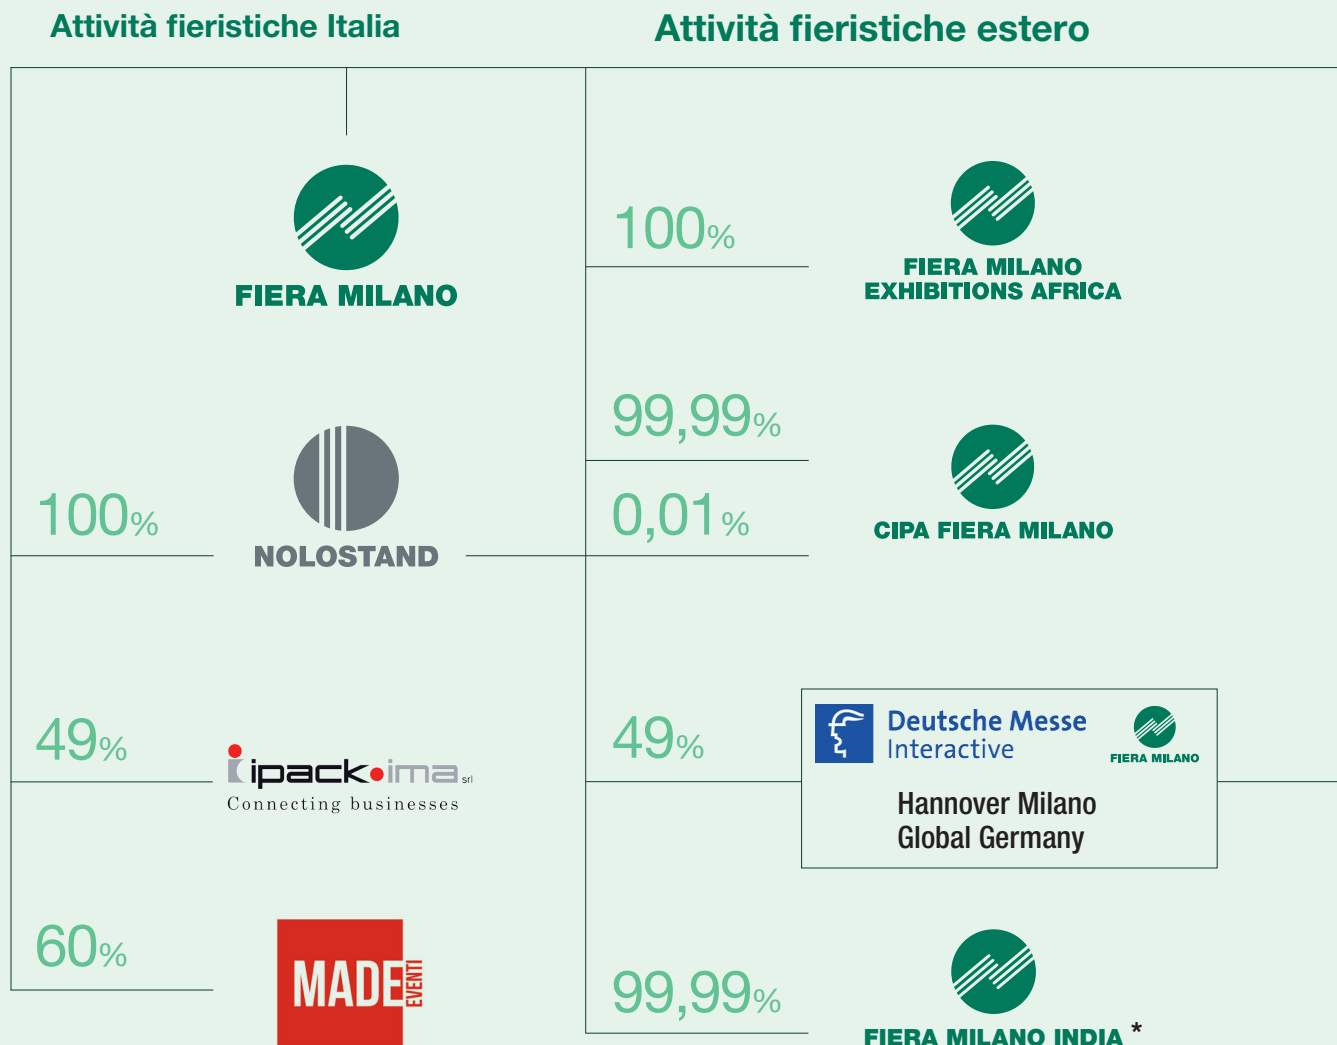 Attività fieristiche Italia
Attività fieristiche estero
FIERA MILANO
100%
FIERA MILANO
EXHIBITIONS AFRICA
99,99%
0,01%
CIPA FIERA MILANO
100%
NOLOSTAND
49%
ipack•ima srl
Connecting businesses
49%
Deutsche Messe
Interactive
FIERA MILANO
Hannover Milano
Global Germany
60%
MADE
EVENTI
99,99%
FIERA MILANO INDIA *